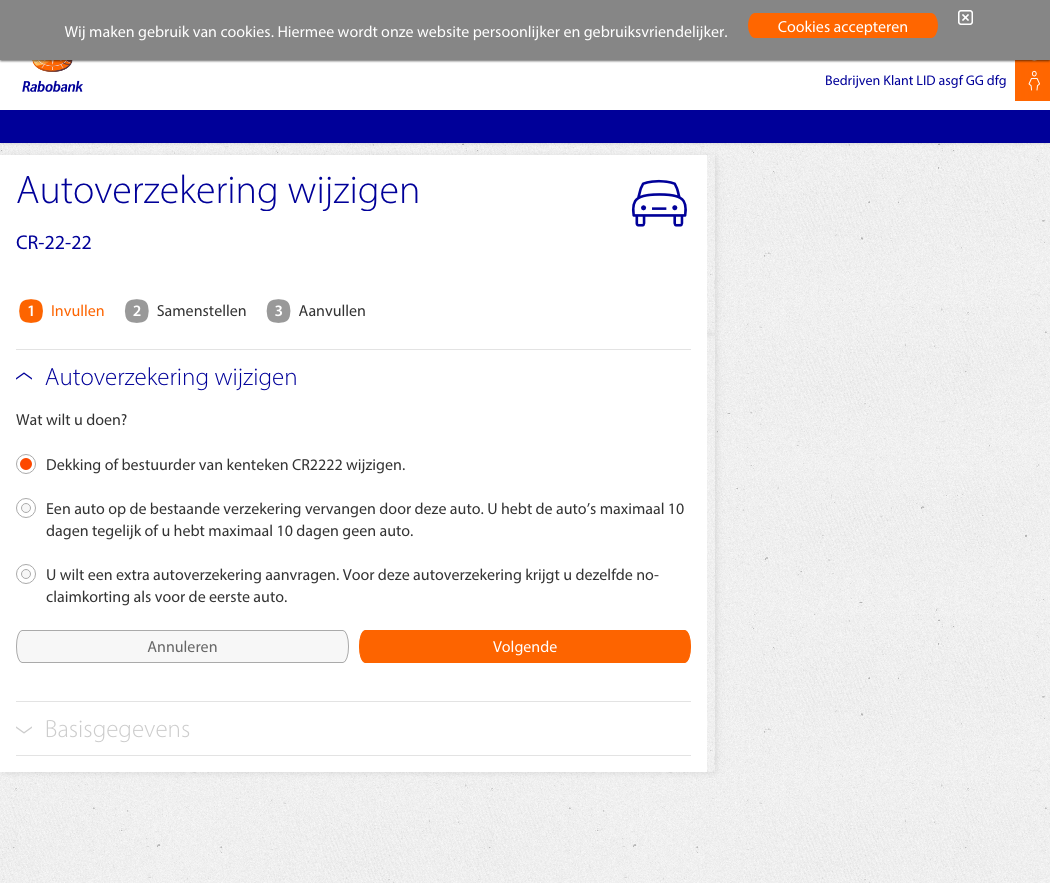 Wij maken gebruik van cookies. Hiermee wordt onze website persoonlijker en gebruiksvriendelijker.
Cookies accepteren
Rabobank
Bedrijven Klant LID asgf GG dfg
Autoverzekering wijzigen
CR-22-22
1 Invullen 2 Samenstellen 3 Aanvullen
Autoverzekering wijzigen
Wat wilt u doen?
Dekking of bestuurder van kenteken CR2222 wijzigen.
Een auto op de bestaande verzekering vervangen door deze auto. U hebt de auto's maximaal 10
dagen tegelijk of u hebt maximaal 10 dagen geen auto.
U wilt een extra autoverzekering aanvragen. Voor deze autoverzekering krijgt u dezelfde no-
claimkorting als voor de eerste auto.
Annuleren
Volgende
Basisgegevens